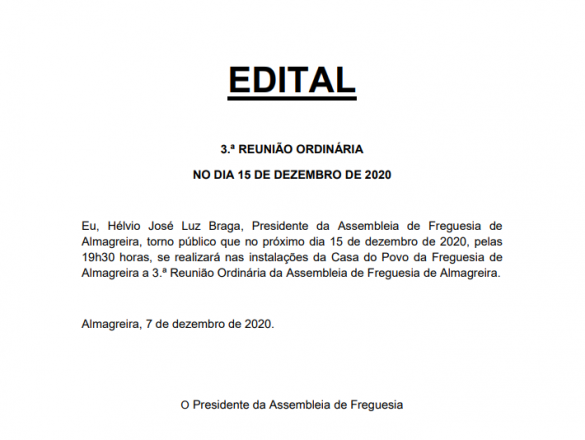 EDITAL
3.ª REUNIÃO ORDINÁRIA
NO DIA 15 DE DEZEMBRO DE 2020
Eu, Hélvio José Luz Braga, Presidente da Assembleia de Freguesia de
Almagreira, torno público que no próximo dia 15 de dezembro de 2020, pelas
19h30 horas, se realizará nas instalações da Casa do Povo da Freguesia de
Almagreira a 3.ª Reunião Ordinária da Assembleia de Freguesia de Almagreira.
Almagreira, 7 de dezembro de 2020.
O Presidente da Assembleia de Freguesia